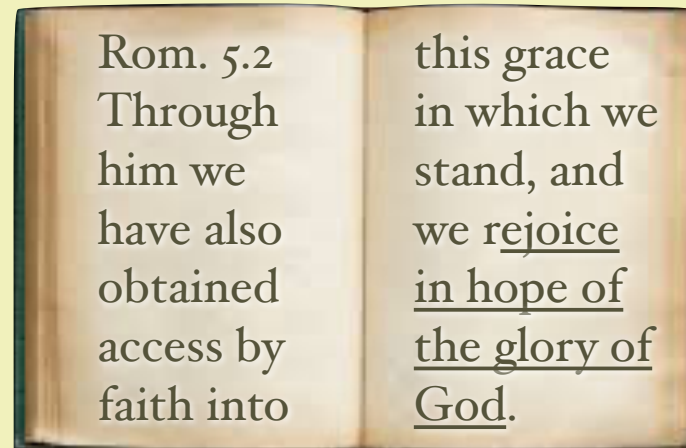 Rom. 5.2
Through
him we
have also
obtained
access by
faith into
this grace
in which we
stand, and
we rejoice
in hope of
the glory of
God.